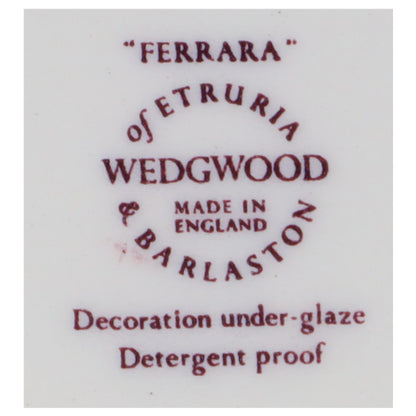 "FERRARA"
of ETRURIA
WEDGWOOD
MADE IN
ENGLAND
& BARLASTON
Decoration under-glaze
Detergent proof